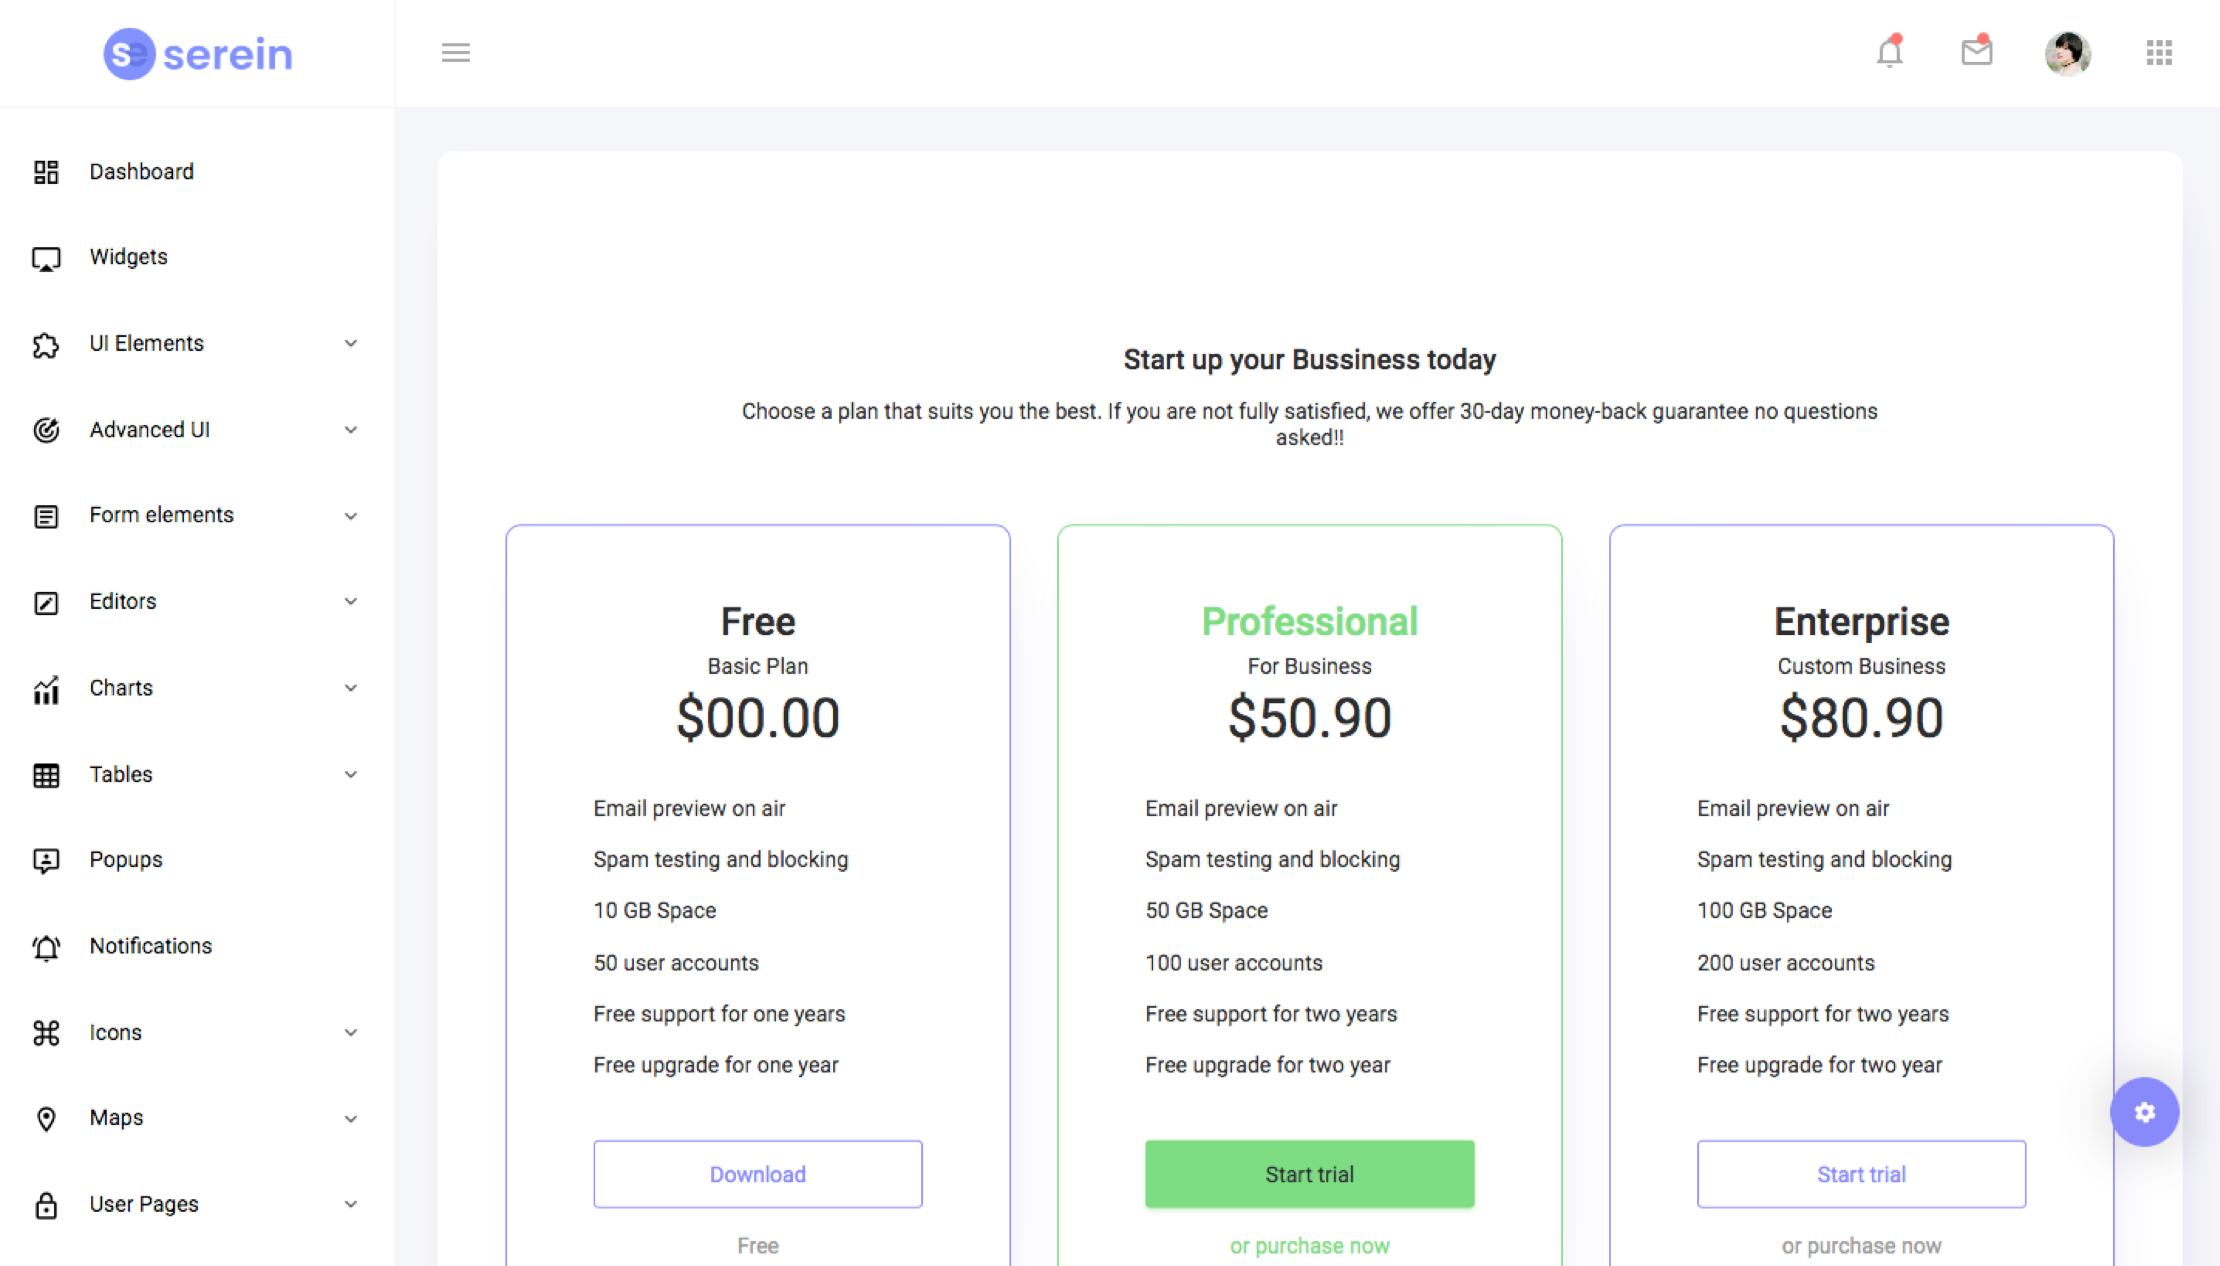 se serein
Dashboard
Widgets
UI Elements
Advanced UI
Form elements
Editors
Charts
Tables
Popups
Notifications
Icons
Maps
User Pages
Start up your Bussiness today
Choose a plan that suits you the best. If you are not fully satisfied, we offer 30-day money-back guarantee no questions
asked!!
Free
Basic Plan
$00.00
Email preview on air
Spam testing and blocking
10 GB Space
50 user accounts
Free support for one years
Free upgrade for one year
Download
Free
Professional
For Business
$50.90
Email preview on air
Spam testing and blocking
50 GB Space
100 user accounts
Free support for two years
Free upgrade for two year
Start trial
or purchase now
Enterprise
Custom Business
$80.90
Email preview on air
Spam testing and blocking
100 GB Space
200 user accounts
Free support for two years
Free upgrade for two year
Start trial
or purchase now